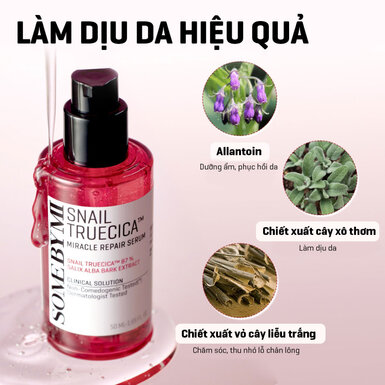 LÀM DỊU DA HIỆU QUẢ
Allantoin
Dưỡng ẩm, phục hồi da
Chiết xuất cây xô thơm
Làm dịu da
Chiết xuất vỏ cây liễu trắng
Chăm sóc, thu nhỏ lỗ chân lông
SOME BY MI
SNAIL
TRUECICA™
MIRACLE REPAIR SERUM
SNAIL TRUECICA™ 87 %
SALIX ALBA BARK EXTRACT
CLINICAL SOLUTION
Non-Comedogenic Tested
Dermatologist Tested
50 ML